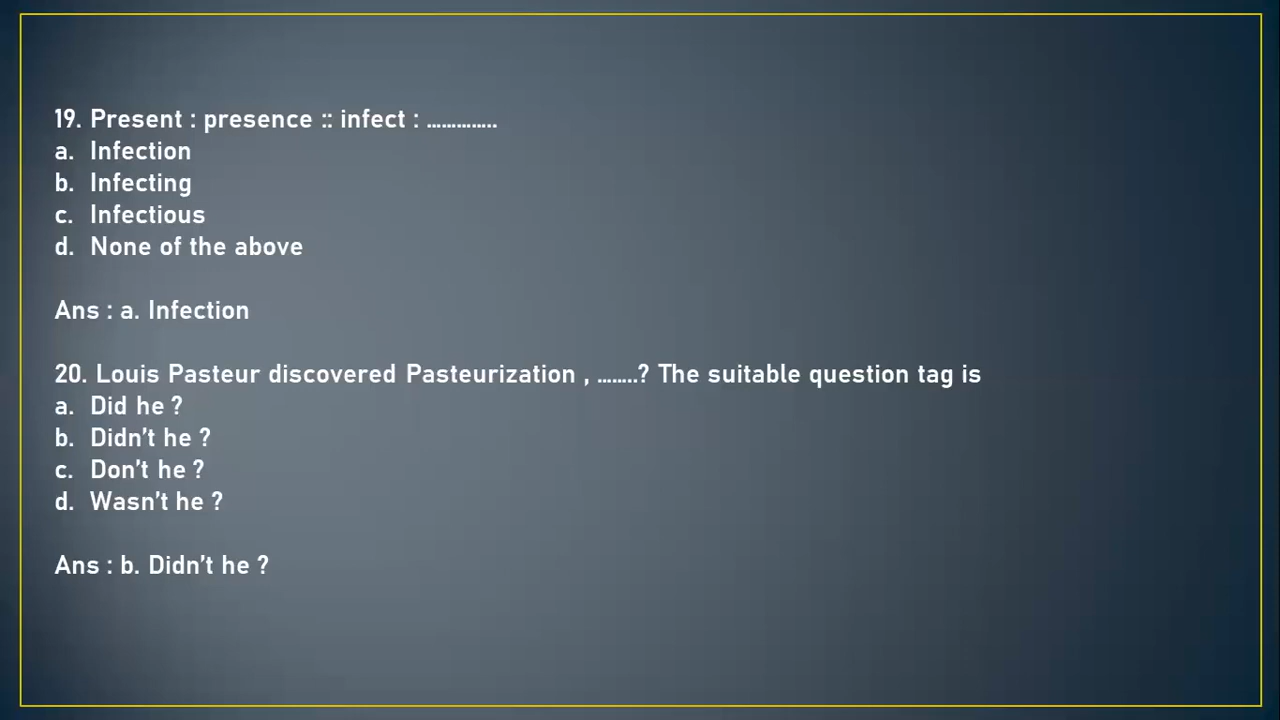 19. Present : presence :: infect : ..............
a. Infection
b. Infecting
c. Infectious
d. None of the above
Ans : a. Infection
20. Louis Pasteur discovered Pasteurization , ........? The suitable question tag is
a. Did he ?
b. Didn’t he ?
c. Don’t he ?
d. Wasn’t he ?
Ans : b. Didn’t he ?